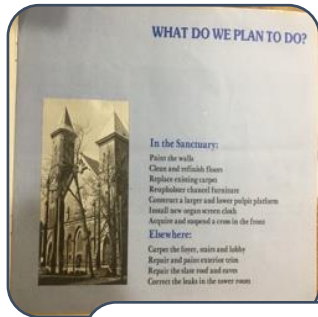 WHAT DO WE PLAN TO DO?
In the Sanctuary:
Paint the walls
Clean and refinish floors
Replace existing carpet
Reupholster chancel furniture
Construct a larger and lower pulpit platform
Install new organ screen cloth
Acquire and suspend a cross in the front
Elsewhere:
Carpet the foyer, stairs and lobby
Repair and paint exterior trim
Repair the slate roof and eaves
Correct the leaks in the tower room